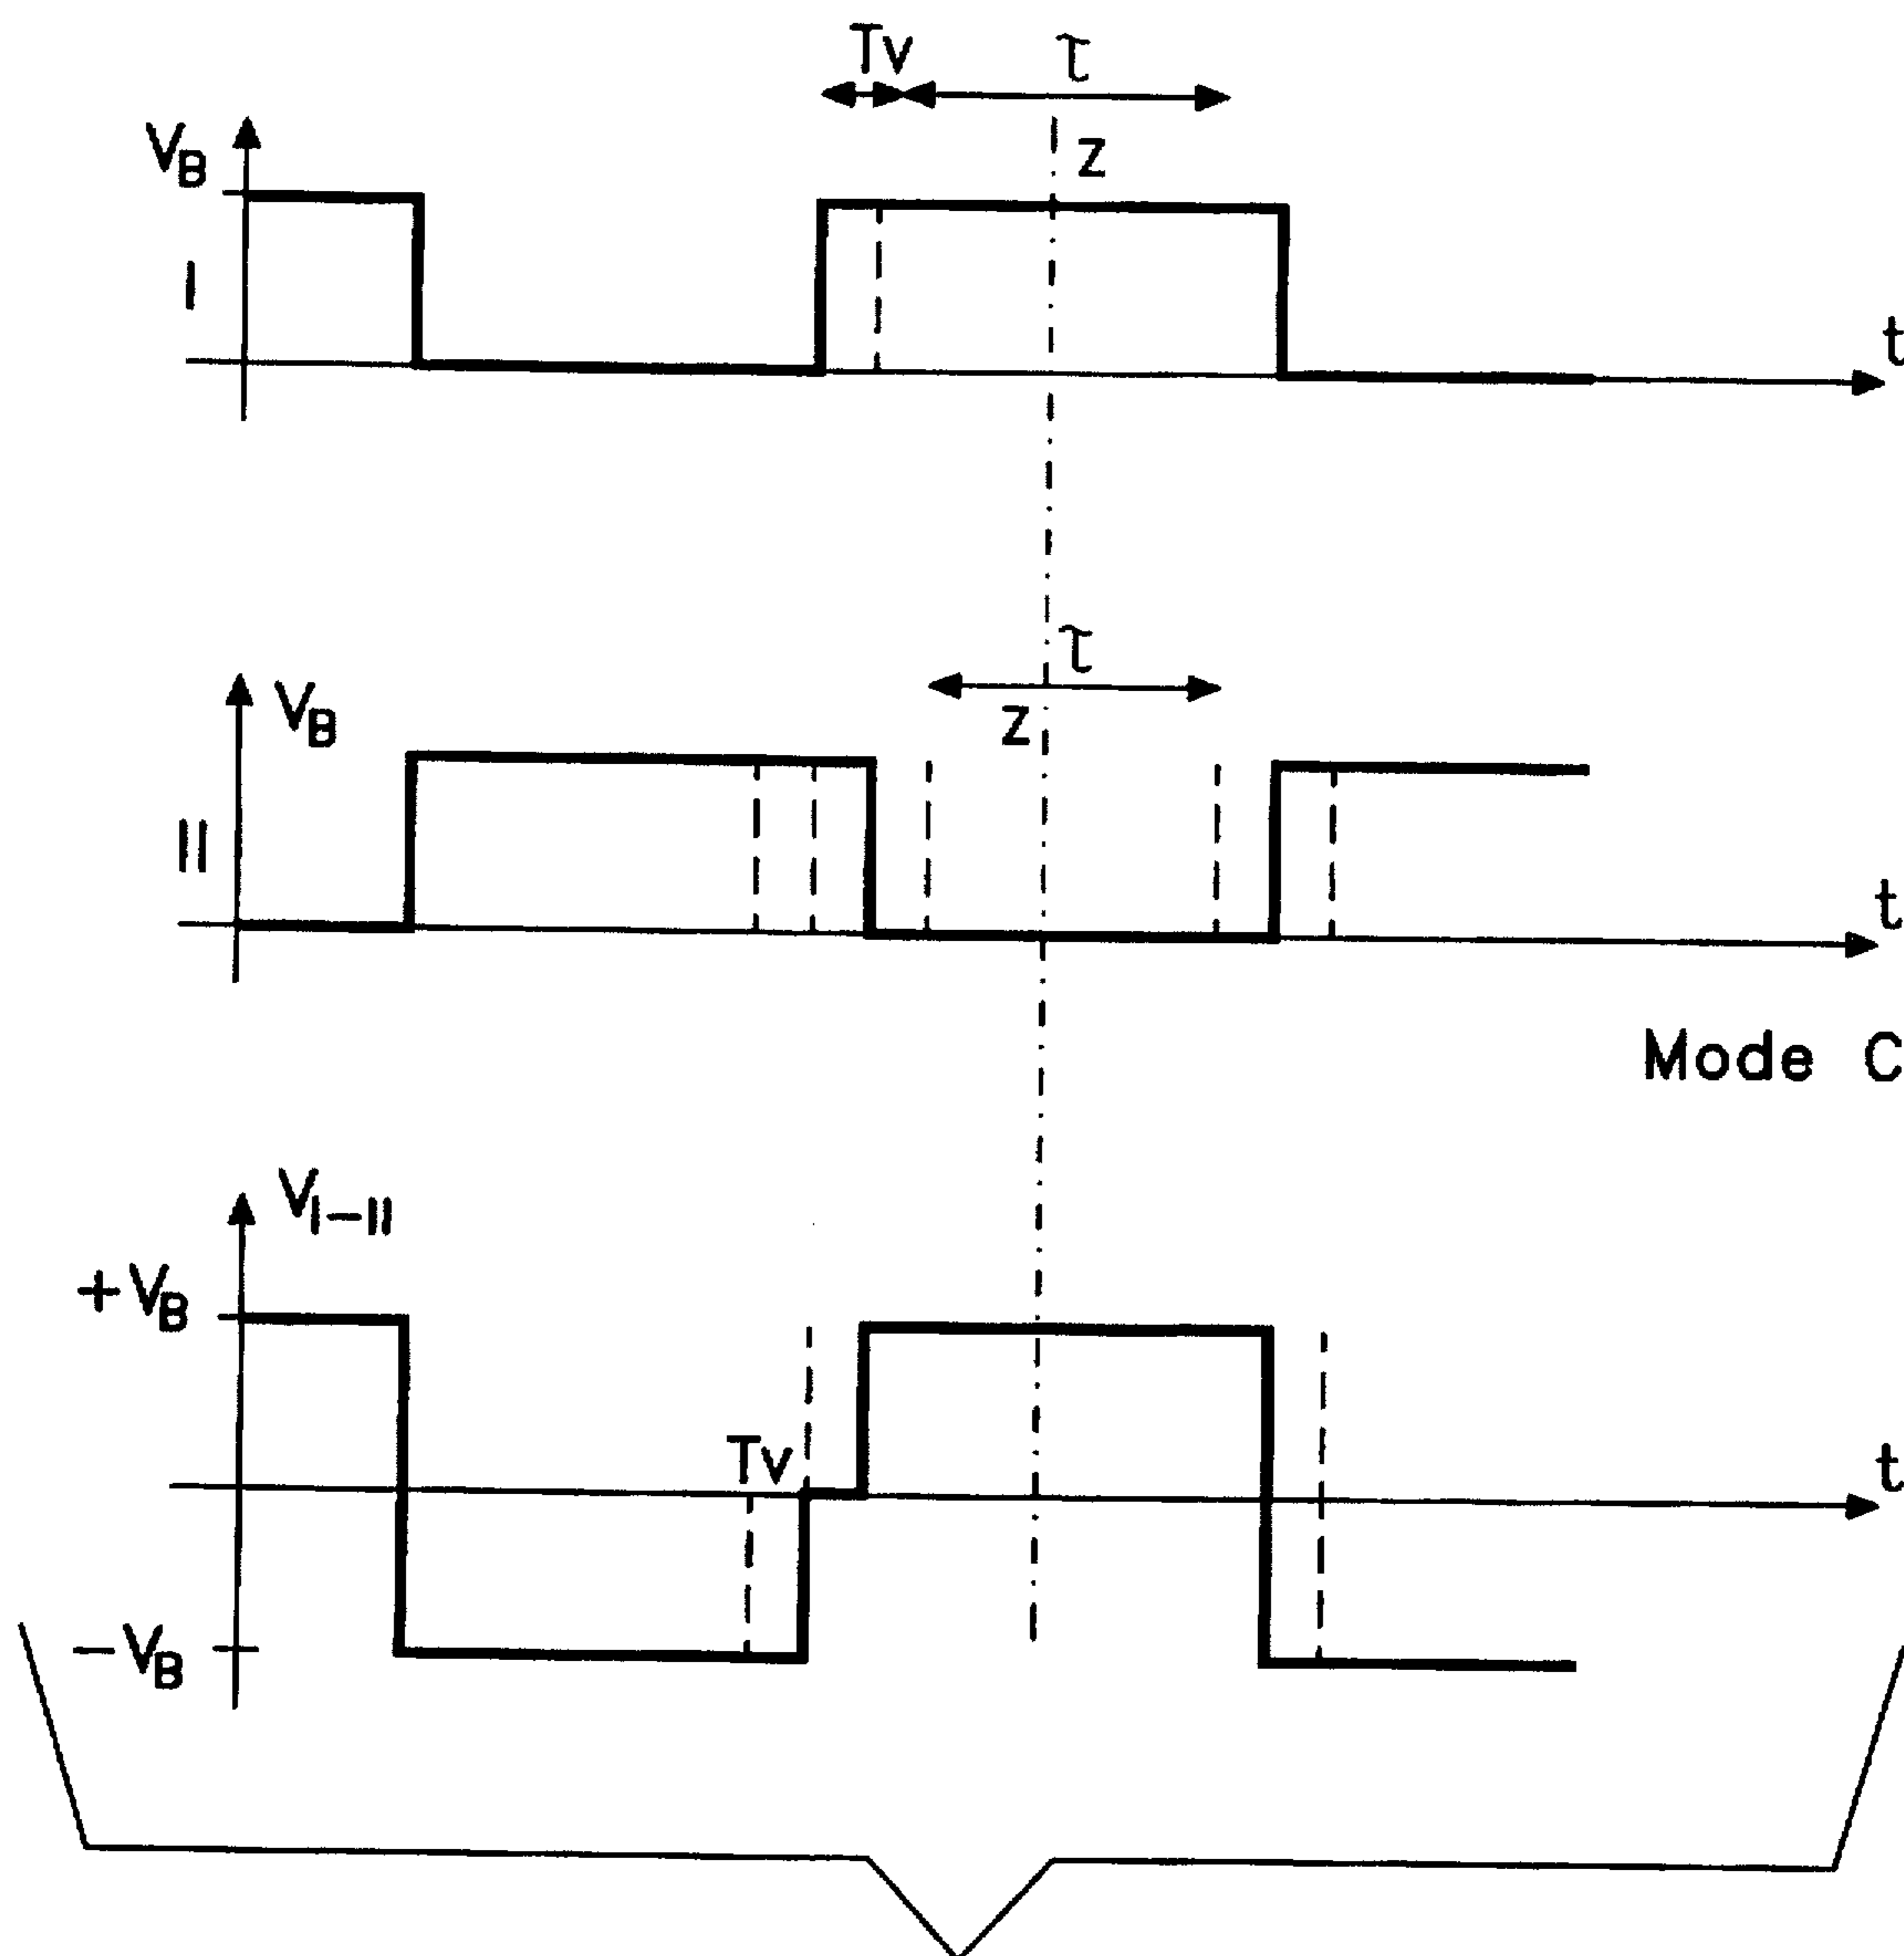 Tv τ
V_B
z
I
t
τ
V_B
z
II
t
Mode C
V_I-II
+V_B
Tv
t
-V_B